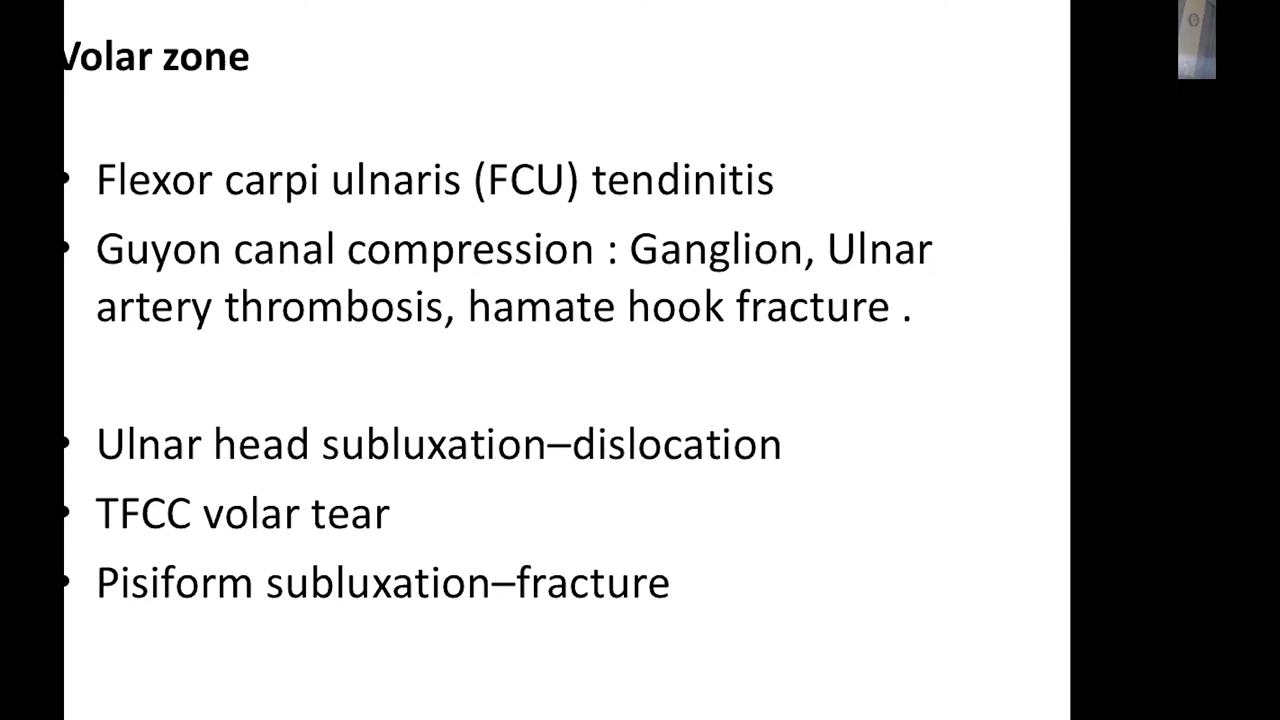 Volar zone
• Flexor carpi ulnaris (FCU) tendinitis
• Guyon canal compression : Ganglion, Ulnar
artery thrombosis, hamate hook fracture .
• Ulnar head subluxation–dislocation
• TFCC volar tear
• Pisiform subluxation–fracture